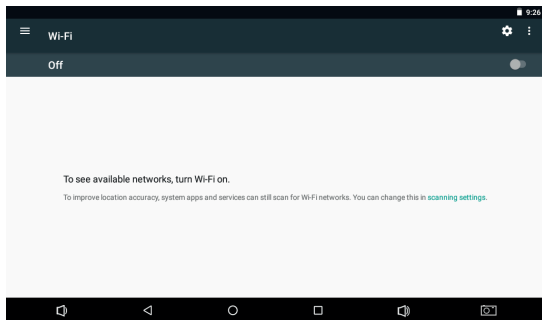 9:26
Wi-Fi
Off
To see available networks, turn Wi-Fi on.
To improve location accuracy, system apps and services can still scan for Wi-Fi networks. You can change this in scanning settings.